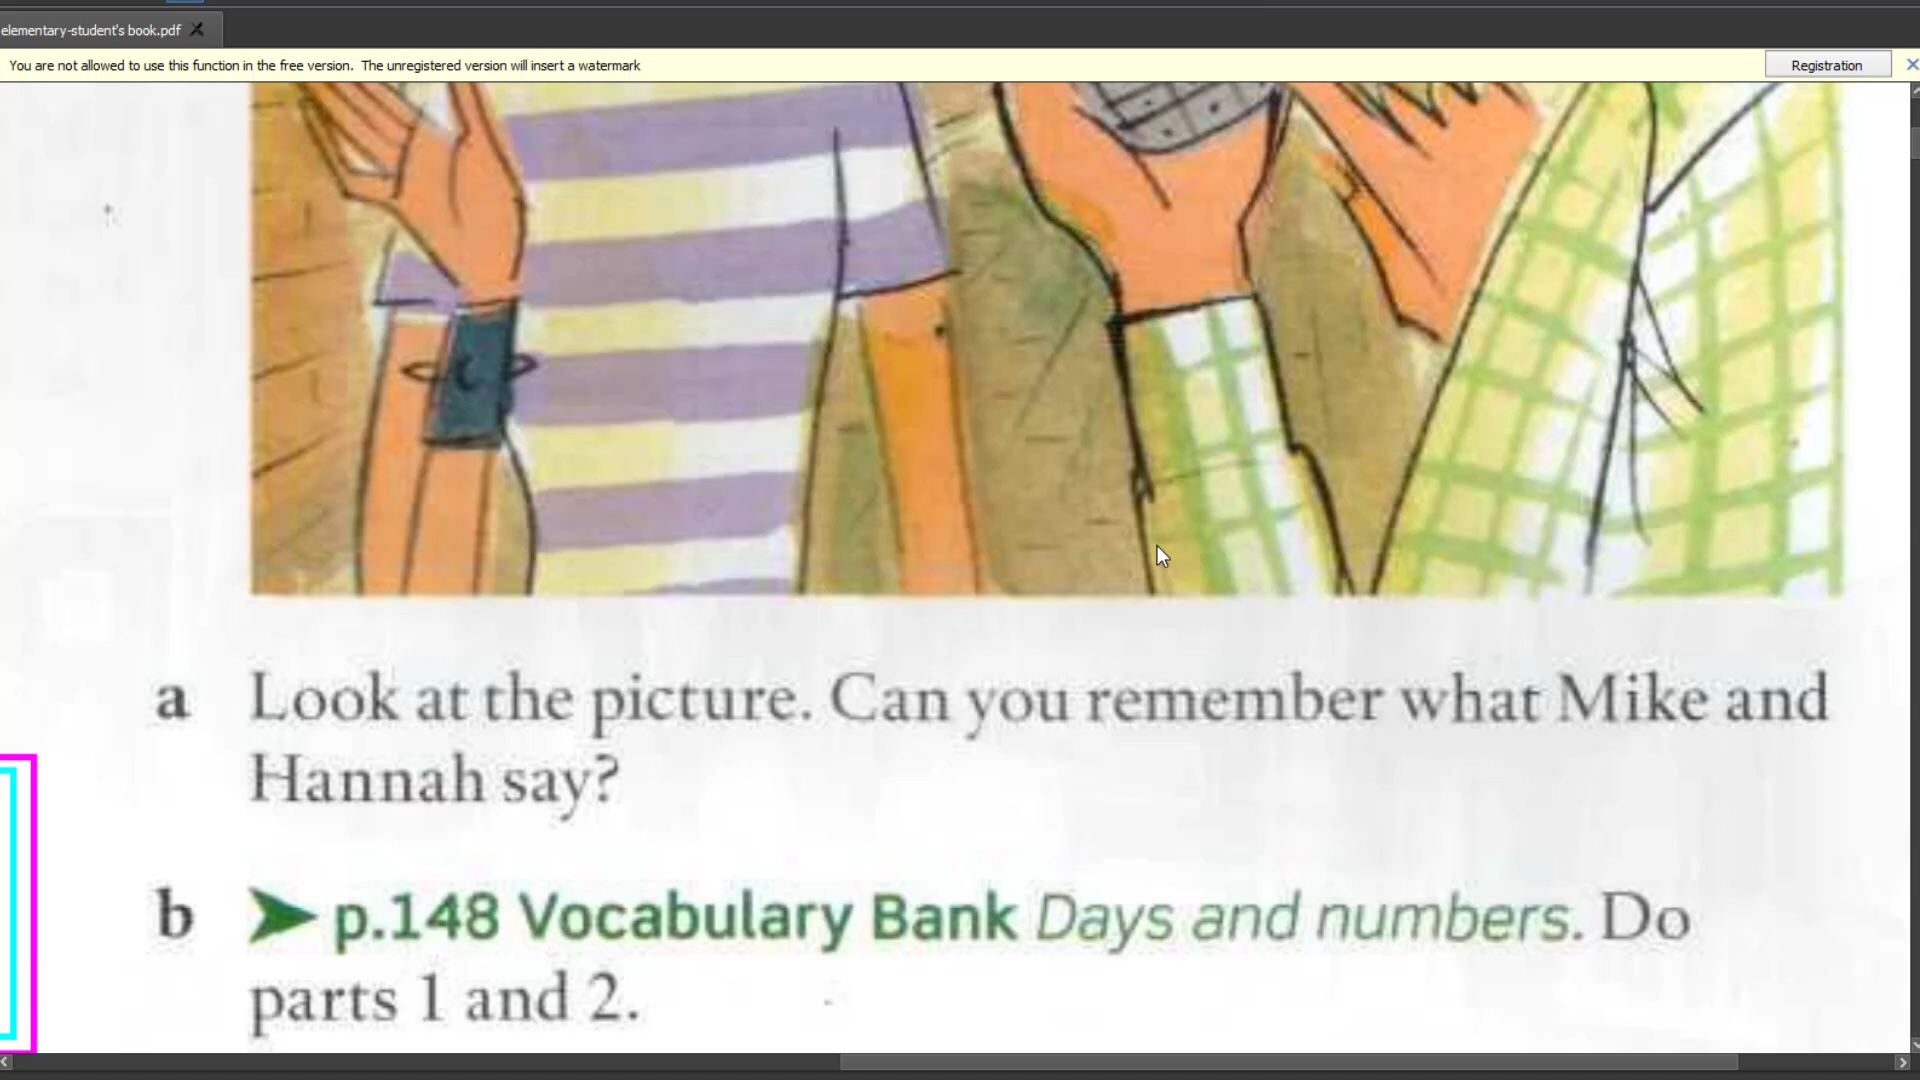 elementary-student's book.pdf
You are not allowed to use this function in the free version. The unregistered version will insert a watermark
Registration
a Look at the picture. Can you remember what Mike and
Hannah say?
b p.148 Vocabulary Bank Days and numbers. Do
parts 1 and 2.